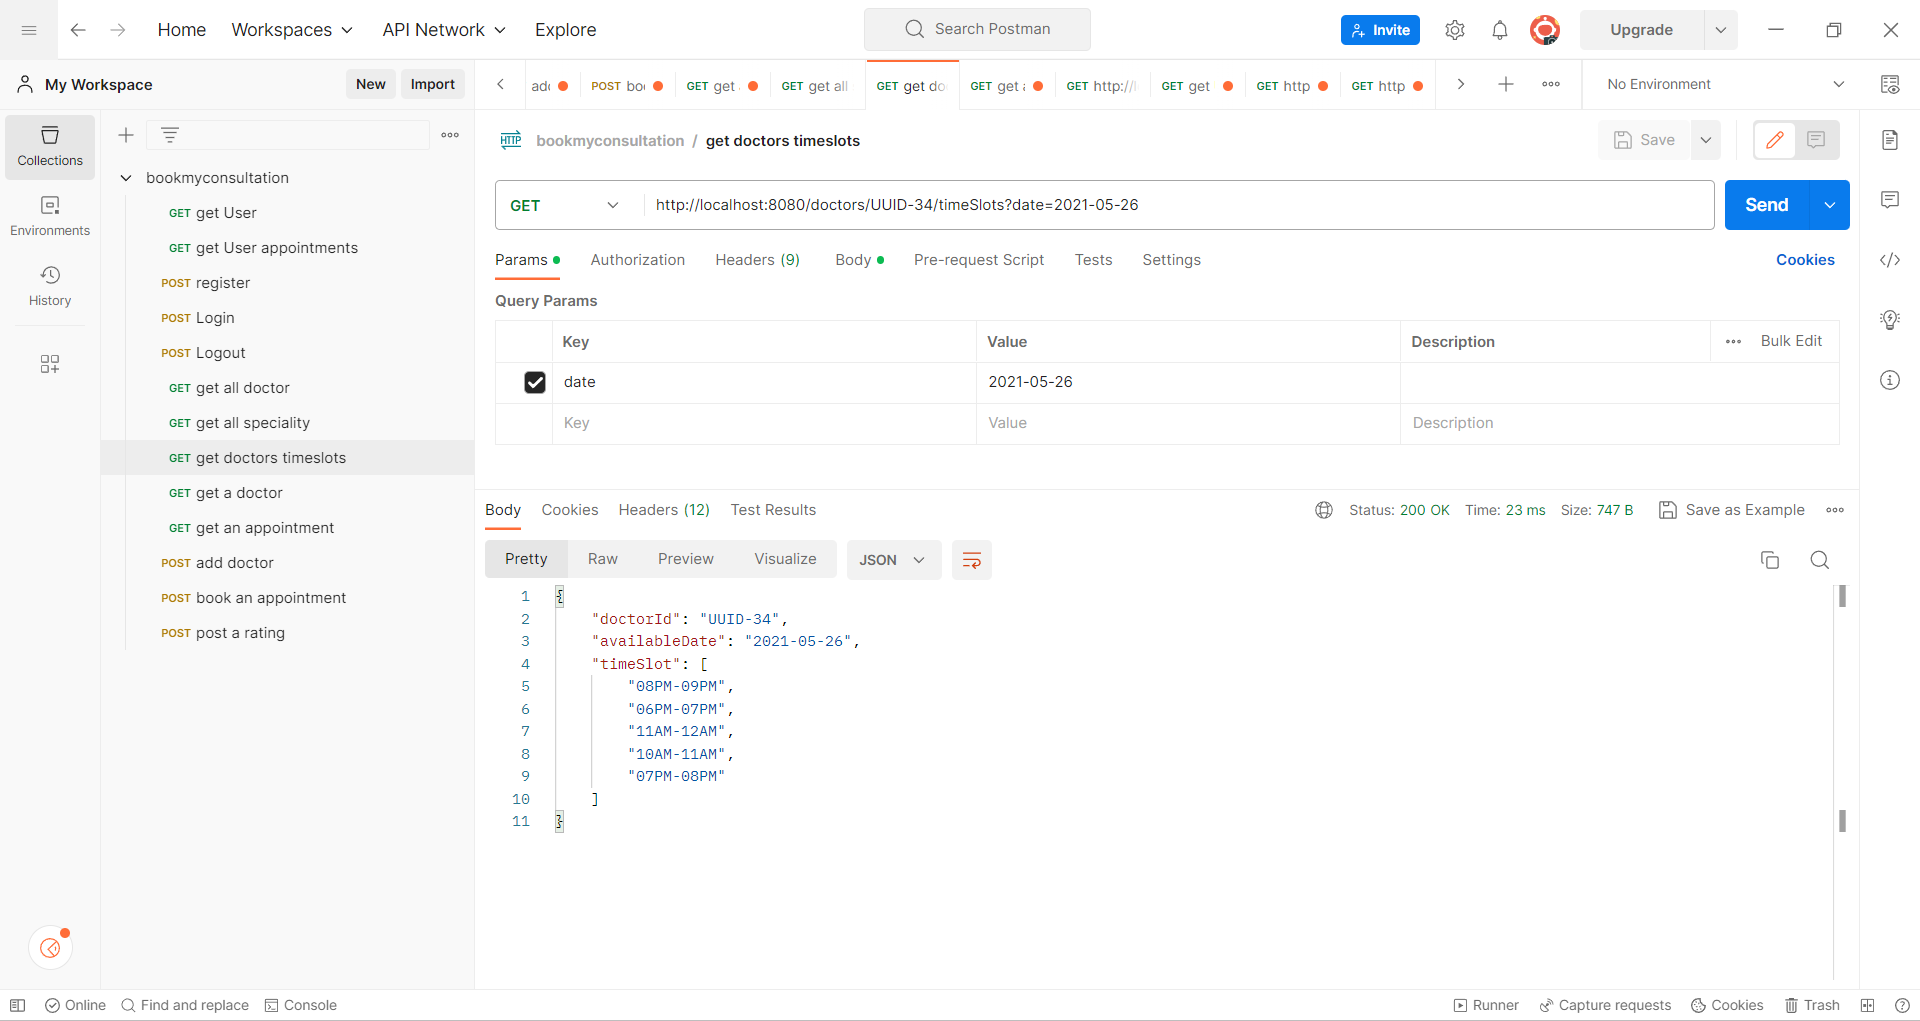 Home Workspaces API Network Explore Search Postman Invite Upgrade
My Workspace New Import
POST GET get GET get all GET get do GET get GET http:// GET get GET http GET http No Environment
Collections
Environments
History
bookmyconsultation
GET get User
GET get User appointments
POST register
POST Login
POST Logout
GET get all doctor
GET get all speciality
GET get doctors timeslots
GET get a doctor
GET get an appointment
POST add doctor
POST book an appointment
POST post a rating
HTTP bookmyconsultation / get doctors timeslots Save
GET http://localhost:8080/doctors/UUID-34/timeSlots?date=2021-05-26 Send
Params Authorization Headers (9) Body Pre-request Script Tests Settings Cookies
Query Params
Key Value Description Bulk Edit
date 2021-05-26
Key Value Description
Body Cookies Headers (12) Test Results Status: 200 OK Time: 23 ms Size: 747 B Save as Example
Pretty Raw Preview Visualize JSON
1 {
2 "doctorId": "UUID-34",
3 "availableDate": "2021-05-26",
4 "timeSlot": [
5 "08PM-09PM",
6 "06PM-07PM",
7 "11AM-12AM",
8 "10AM-11AM",
9 "07PM-08PM"
10 ]
11 }
Online Find and replace Console Runner Capture requests Cookies Trash